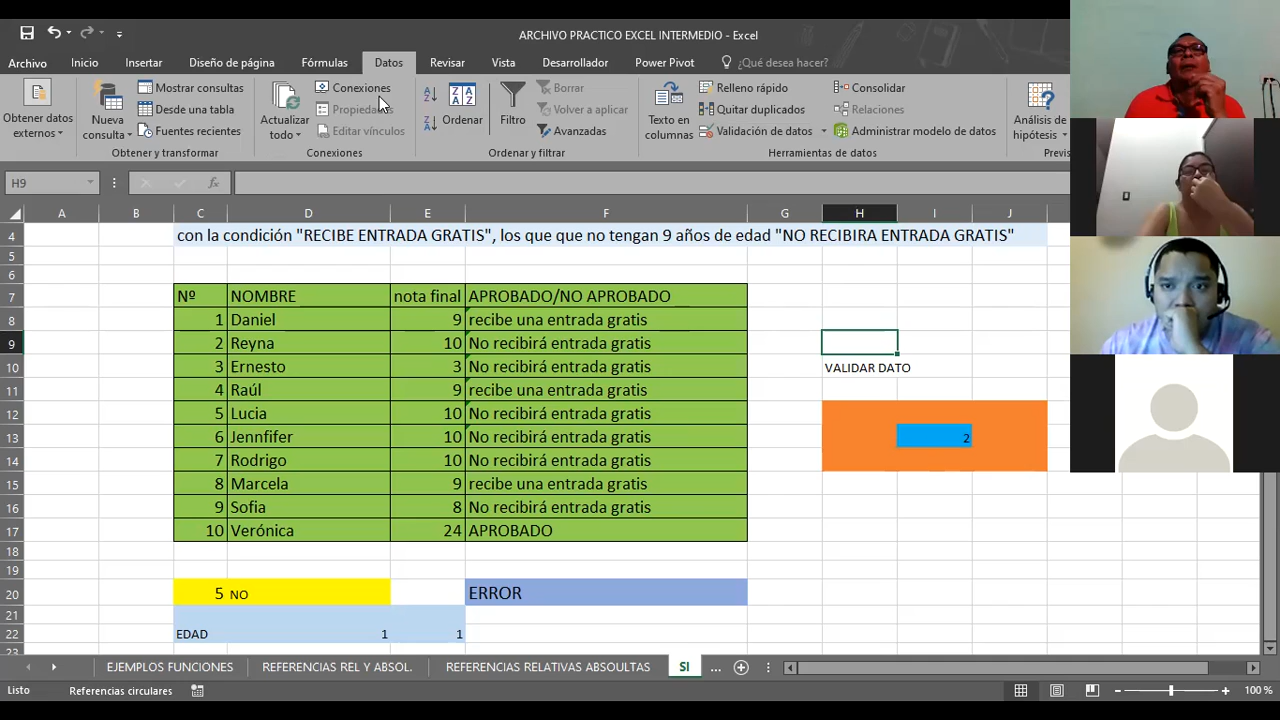 ARCHIVO PRACTICO EXCEL INTERMEDIO - Excel
Archivo Inicio Insertar Diseño de página Fórmulas Datos Revisar Vista Desarrollador Power Pivot ¿Qué desea hacer?
Obtener datos externos
Nueva consulta
Mostrar consultas
Desde una tabla
Fuentes recientes
Obtener y transformar
Actualizar todo
Conexiones
Editar vínculos
Conexiones
Ordenar
Filtro
Borrar
Volver a aplicar
Avanzadas
Ordenar y filtrar
Texto en columnas
Relleno rápido
Quitar duplicados
Validación de datos
Consolidar
Relaciones
Administrar modelo de datos
Herramientas de datos
Análisis de hipótesis
Previs
H9 fx
A B C D E F G H I J
4 con la condición "RECIBE ENTRADA GRATIS", los que que no tengan 9 años de edad "NO RECIBIRA ENTRADA GRATIS"
5
6
7 Nº NOMBRE nota final APROBADO/NO APROBADO
8 1 Daniel 9 recibe una entrada gratis
9 2 Reyna 10 No recibirá entrada gratis
10 3 Ernesto 3 No recibirá entrada gratis VALIDAR DATO
11 4 Raúl 9 recibe una entrada gratis
12 5 Lucia 10 No recibirá entrada gratis
13 6 Jennfifer 10 No recibirá entrada gratis 2
14 7 Rodrigo 10 No recibirá entrada gratis
15 8 Marcela 9 recibe una entrada gratis
16 9 Sofia 8 No recibirá entrada gratis
17 10 Verónica 24 APROBADO
18
19
20 5 NO ERROR
21
22 EDAD 1 1
23
EJEMPLOS FUNCIONES REFERENCIAS REL Y ABSOL. REFERENCIAS RELATIVAS ABSOULTAS SI ...
Listo Referencias circulares 100 %